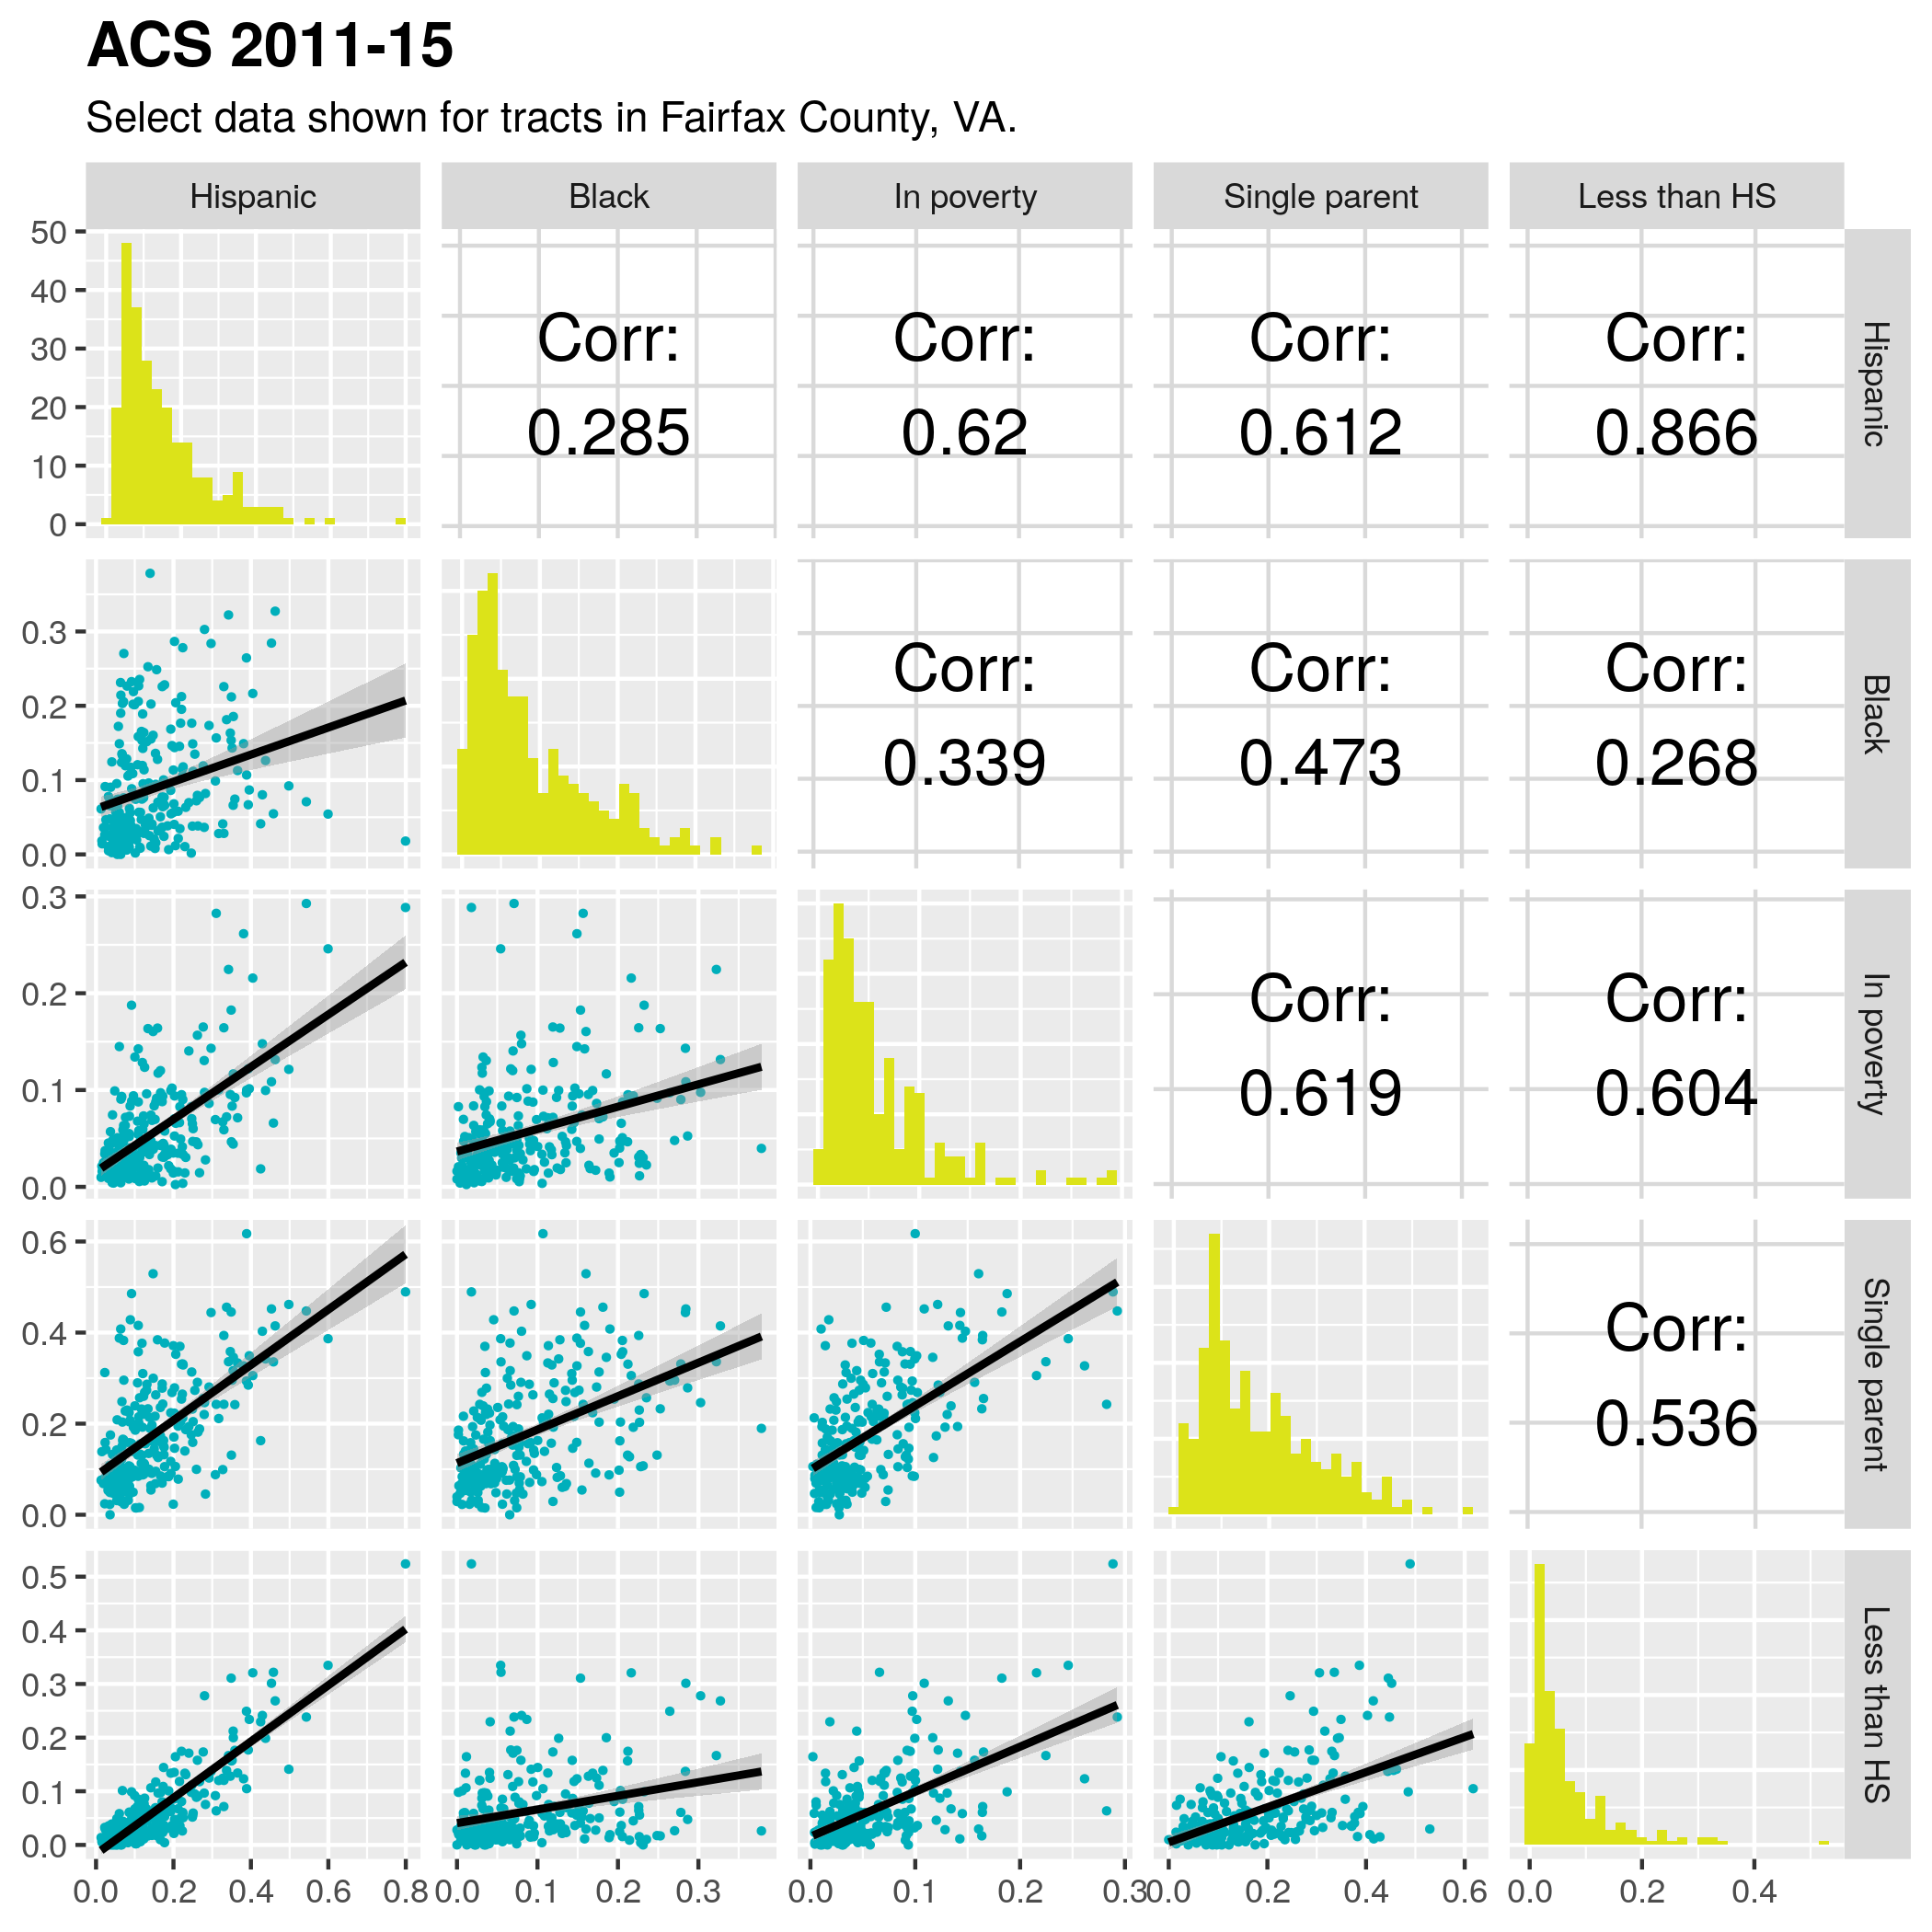 ACS 2011-15
Select data shown for tracts in Fairfax County, VA.
Hispanic Black In poverty Single parent Less than HS
50
40
30
20
10
0
Corr:
0.285
Corr:
0.62
Corr:
0.612
Corr:
0.866
Hispanic
0.3
0.2
0.1
0.0
Corr:
0.339
Corr:
0.473
Corr:
0.268
Black
0.3
0.2
0.1
0.0
Corr:
0.619
Corr:
0.604
In poverty
0.6
0.4
0.2
0.0
Corr:
0.536
Single parent
0.5
0.4
0.3
0.2
0.1
0.0
Less than HS
0.0 0.2 0.4 0.6 0.8 0.0 0.1 0.2 0.3 0.0 0.1 0.2 0.3 0.0 0.2 0.4 0.6 0.0 0.2 0.4